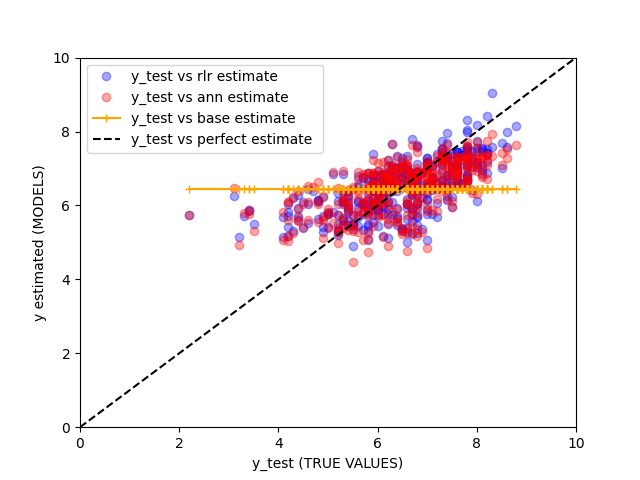 y_test vs rlr estimate
y_test vs ann estimate
y_test vs base estimate
y_test vs perfect estimate
10
8
6
4
2
0
y estimated (MODELS)
0 2 4 6 8 10
y_test (TRUE VALUES)